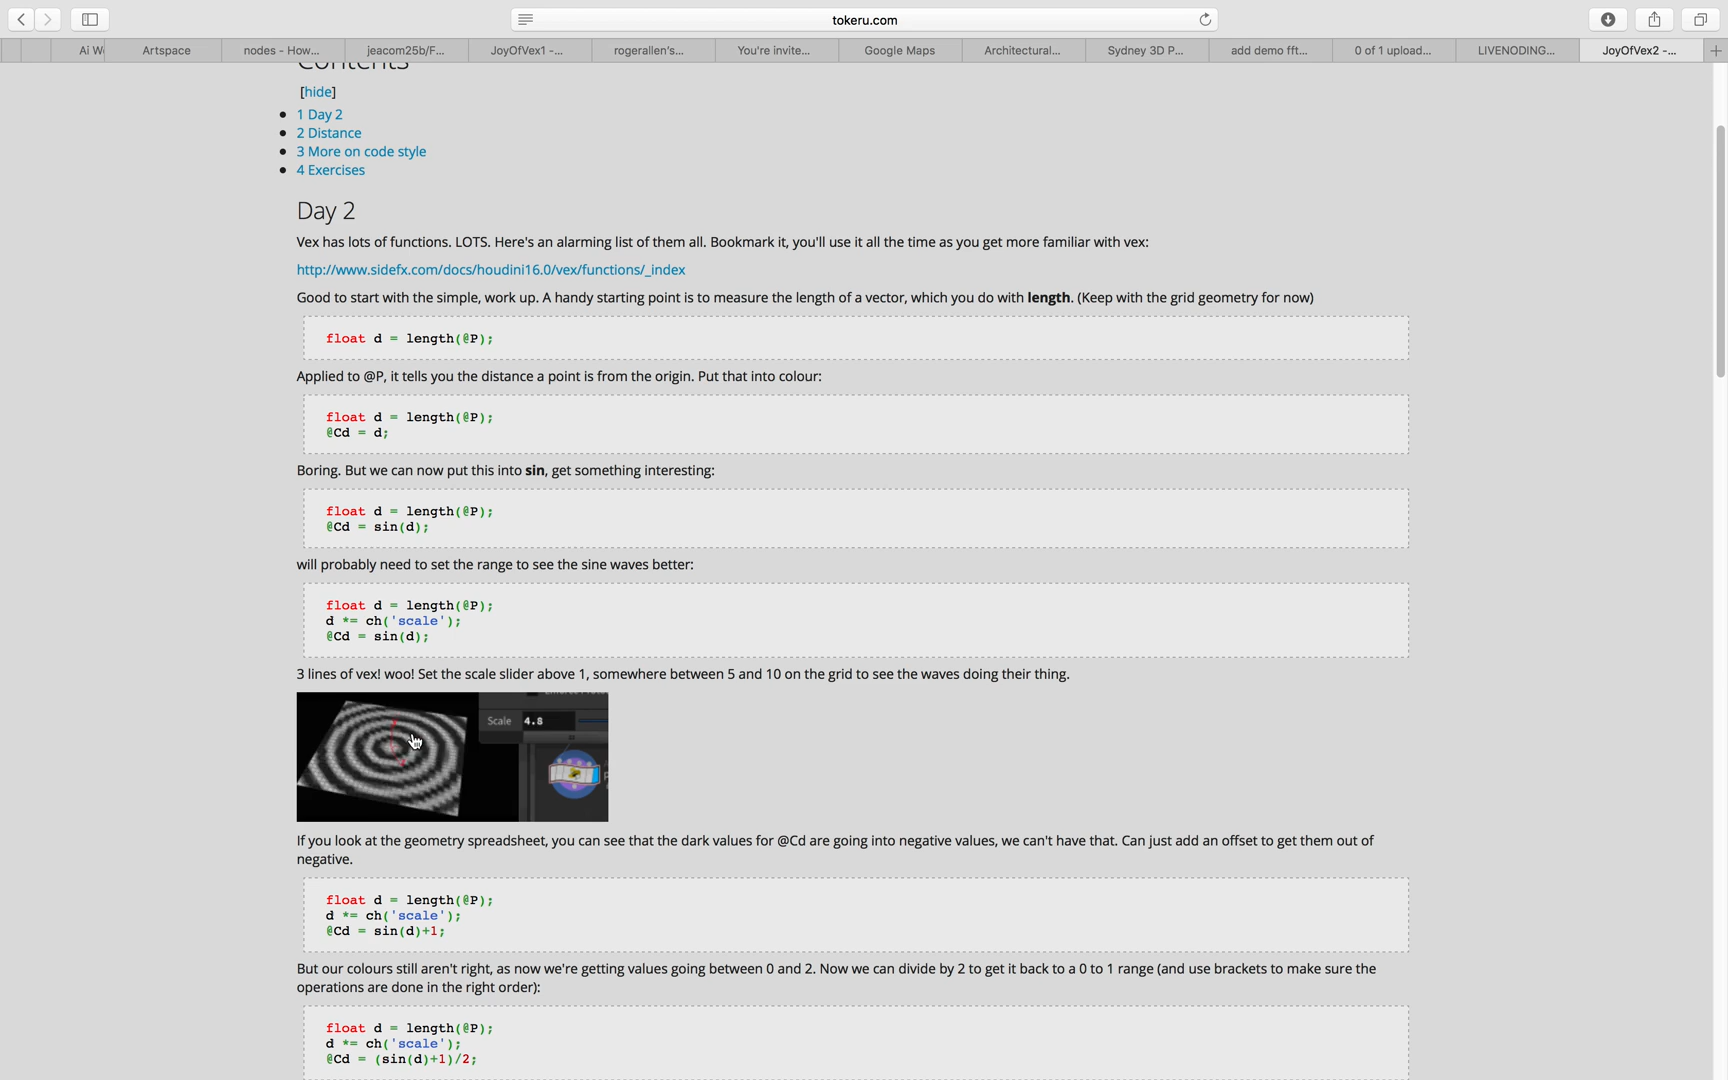 tokeru.com
Ai W
Artspace
nodes - How...
jeacom25b/F...
JoyOfVex1 -...
rogerallen's...
You're invite...
Google Maps
Architectural...
Sydney 3D P...
add demo fft...
0 of 1 upload...
LIVENODING...
JoyOfVex2 -...
Contents
[hide]
1 Day 2
2 Distance
3 More on code style
4 Exercises
Day 2
Vex has lots of functions. LOTS. Here's an alarming list of them all. Bookmark it, you'll use it all the time as you get more familiar with vex:
http://www.sidefx.com/docs/houdini16.0/vex/functions/_index
Good to start with the simple, work up. A handy starting point is to measure the length of a vector, which you do with length. (Keep with the grid geometry for now)
float d = length(@P);
Applied to @P, it tells you the distance a point is from the origin. Put that into colour:
float d = length(@P);
@Cd = d;
Boring. But we can now put this into sin, get something interesting:
float d = length(@P);
@Cd = sin(d);
will probably need to set the range to see the sine waves better:
float d = length(@P);
d *= ch('scale');
@Cd = sin(d);
3 lines of vex! woo! Set the scale slider above 1, somewhere between 5 and 10 on the grid to see the waves doing their thing.
Scale 4.8
If you look at the geometry spreadsheet, you can see that the dark values for @Cd are going into negative values, we can't have that. Can just add an offset to get them out of
negative.
float d = length(@P);
d *= ch('scale');
@Cd = sin(d)+1;
But our colours still aren't right, as now we're getting values going between 0 and 2. Now we can divide by 2 to get it back to a 0 to 1 range (and use brackets to make sure the
operations are done in the right order):
float d = length(@P);
d *= ch('scale');
@Cd = (sin(d)+1)/2;